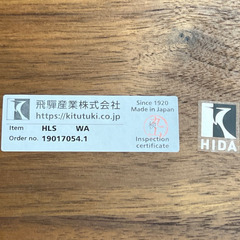 飛騨産業株式会社
https://kitutuki.co.jp
Item HLS WA
Order no. 19017054.1
Since 1920
Made in Japan
Inspection
certificate
HIDA